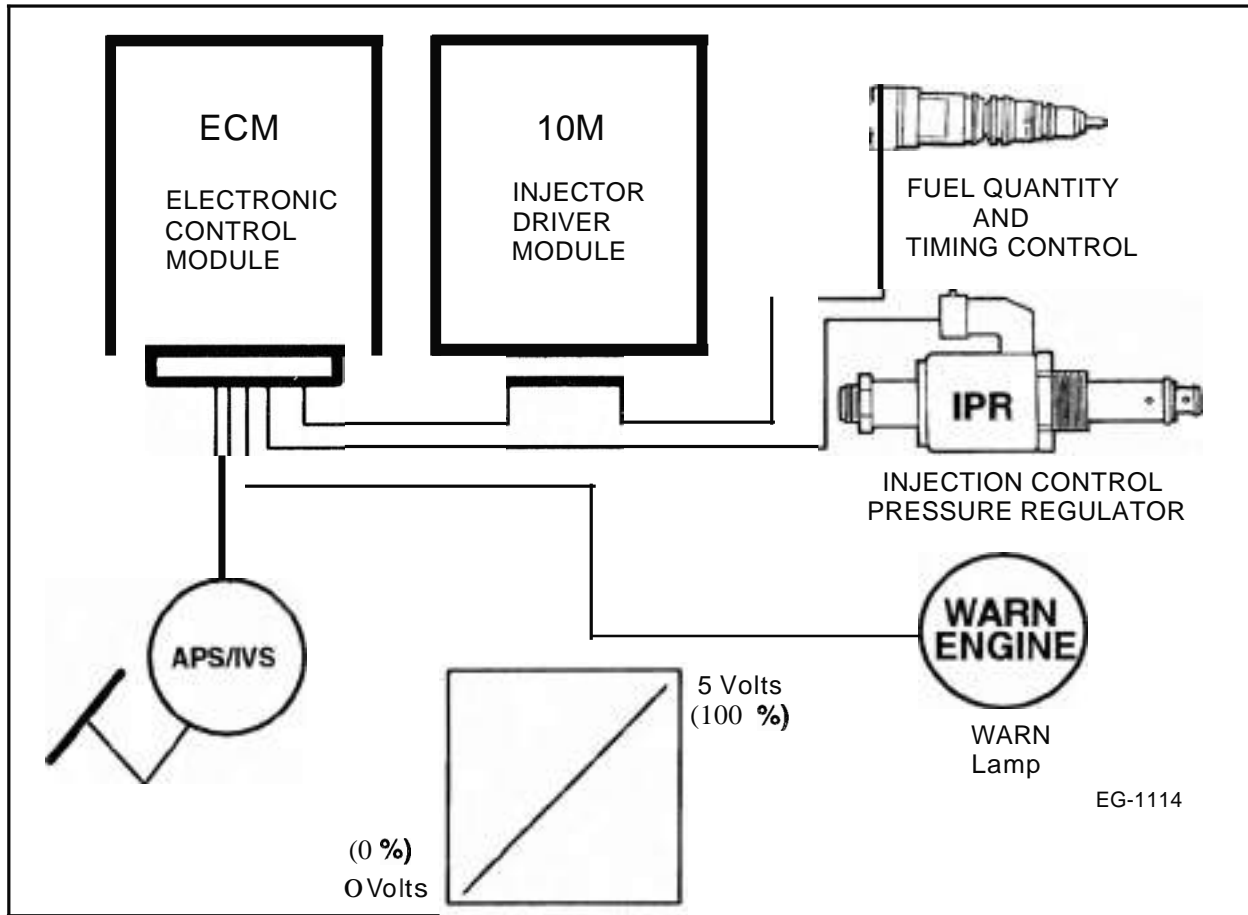 ECM
ELECTRONIC
CONTROL
MODULE
10M
INJECTOR
DRIVER
MODULE
FUEL QUANTITY
AND
TIMING CONTROL
IPR
INJECTION CONTROL
PRESSURE REGULATOR
APS/IVS
5 Volts
(100 %)
(0 %)
O Volts
WARN
ENGINE
WARN
Lamp
EG-1114